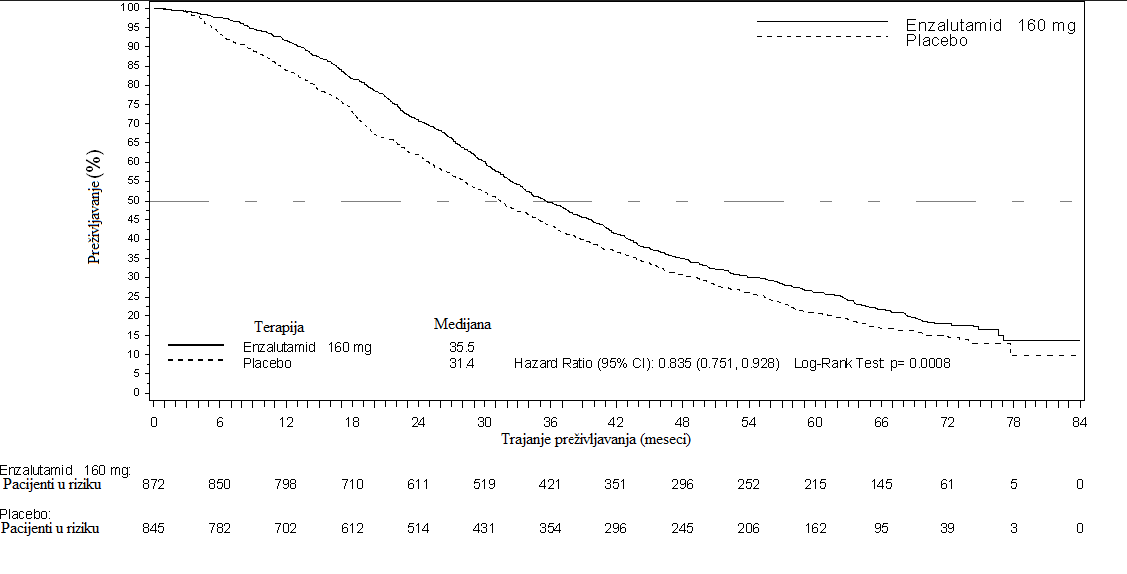 100
95
90
85
80
75
70
65
60
55
50
45
40
35
30
25
20
15
10
5
0
Preživljavanje (%)
Enzalutamid 160 mg
Placebo
Terapija Medijana
Enzalutamid 160 mg 35.5
Placebo 31.4 Hazard Ratio (95% CI): 0.835 (0.751, 0.928) Log-Rank Test: p= 0.0008
0 6 12 18 24 30 36 42 48 54 60 66 72 78 84
Trajanje preživljavanja (meseci)
Enzalutamid 160 mg:
Pacijenti u riziku 872 850 798 710 611 519 421 351 296 252 215 145 61 5 0
Placebo:
Pacijenti u riziku 845 782 702 612 514 431 354 296 245 206 162 95 39 3 0